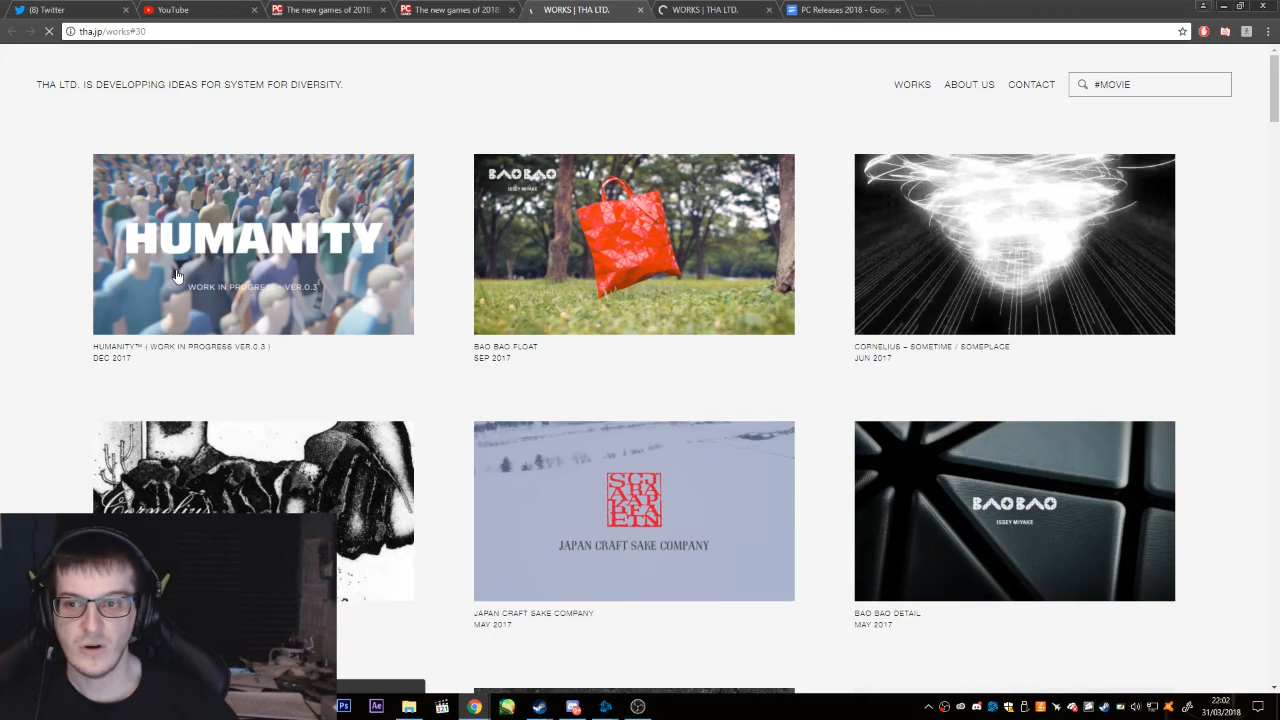 (8) Twitter
YouTube
The new games of 2018:
The new games of 2018:
WORKS | THA LTD.
WORKS | THA LTD.
PC Releases 2018 - Goog
tha.jp/works#30
THA LTD. IS DEVELOPPING IDEAS FOR SYSTEM FOR DIVERSITY.
WORKS ABOUT US CONTACT
#MOVIE
HUMANITY
WORK IN PROGRESS - VER.0.3
HUMANITY™ ( WORK IN PROGRESS VER.0.3 )
DEC 2017
BAOBAO
ISSEY MIYAKE
BAO BAO FLOAT
SEP 2017
CORNELIUS – SOMETIME / SOMEPLACE
JUN 2017
Cornelius
JAPAN CRAFT SAKE COMPANY
JAPAN CRAFT SAKE COMPANY
MAY 2017
BAOBAO
ISSEY MIYAKE
BAO BAO DETAIL
MAY 2017
Ps
Ae
22:02
31/03/2018